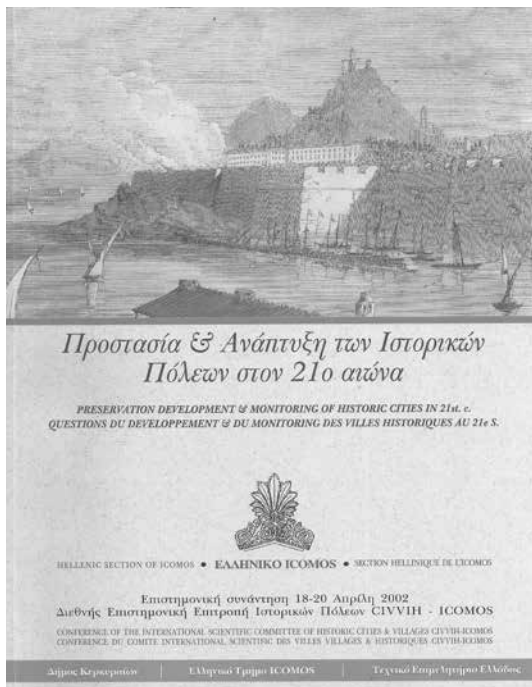 Προστασία & Ανάπτυξη των Ιστορικών
Πόλεων στον 21ο αιώνα
PRESERVATION DEVELOPMENT & MONITORING OF HISTORIC CITIES IN 21st. c.
QUESTIONS DU DEVELOPPEMENT & DU MONITORING DES VILLES HISTORIQUES AU 21e S.
HELLENIC SECTION OF ICOMOS • ΕΛΛΗΝΙΚΟ ICOMOS • SECTION HELLINIQUE DE L'ICOMOS
Επιστημονική συνάντηση 18-20 Απρίλη 2002
Διεθνής Επιστημονική Επιτροπή Ιστορικών Πόλεων CIVVIH - ICOMOS
CONFERENCE OF THE INTERNATIONAL SCIENTIFIC COMMITTEE OF HISTORIC CITIES & VILLAGES CIVVIH-ICOMOS
CONFERENCE DU COMITE INTERNATIONAL SCIENTIFIC DES VILLES VILLAGES & HISTORIQUES CIVVIH-ICOMOS
Δήμος Κερκυραίων | Ελληνικό Τμήμα ICOMOS | Τεχνικό Επιμελητήριο Ελλάδος